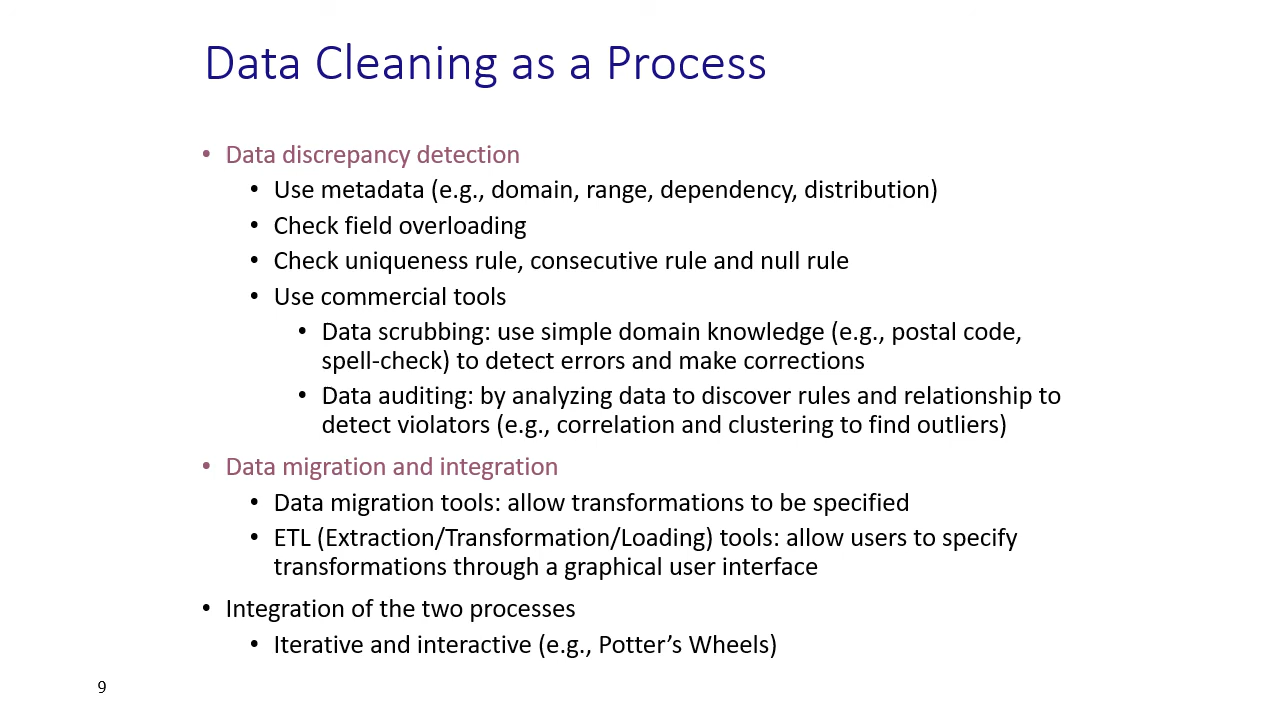 Data Cleaning as a Process
• Data discrepancy detection
• Use metadata (e.g., domain, range, dependency, distribution)
• Check field overloading
• Check uniqueness rule, consecutive rule and null rule
• Use commercial tools
• Data scrubbing: use simple domain knowledge (e.g., postal code,
spell-check) to detect errors and make corrections
• Data auditing: by analyzing data to discover rules and relationship to
detect violators (e.g., correlation and clustering to find outliers)
• Data migration and integration
• Data migration tools: allow transformations to be specified
• ETL (Extraction/Transformation/Loading) tools: allow users to specify
transformations through a graphical user interface
• Integration of the two processes
• Iterative and interactive (e.g., Potter’s Wheels)
9